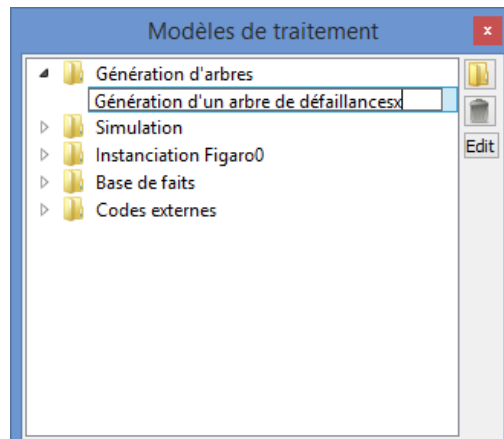 Modèles de traitement
x
Génération d'arbres
Génération d'un arbre de défaillancesx
Simulation
Edit
Instanciation Figaro0
Base de faits
Codes externes